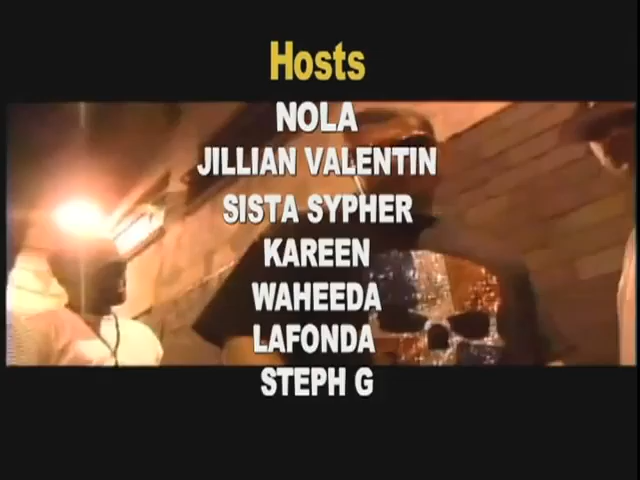 Hosts
NOLA
JILLIAN VALENTIN
SISTA SYPHER
KAREEN
WAHEEDA
LAFONDA
STEPH G